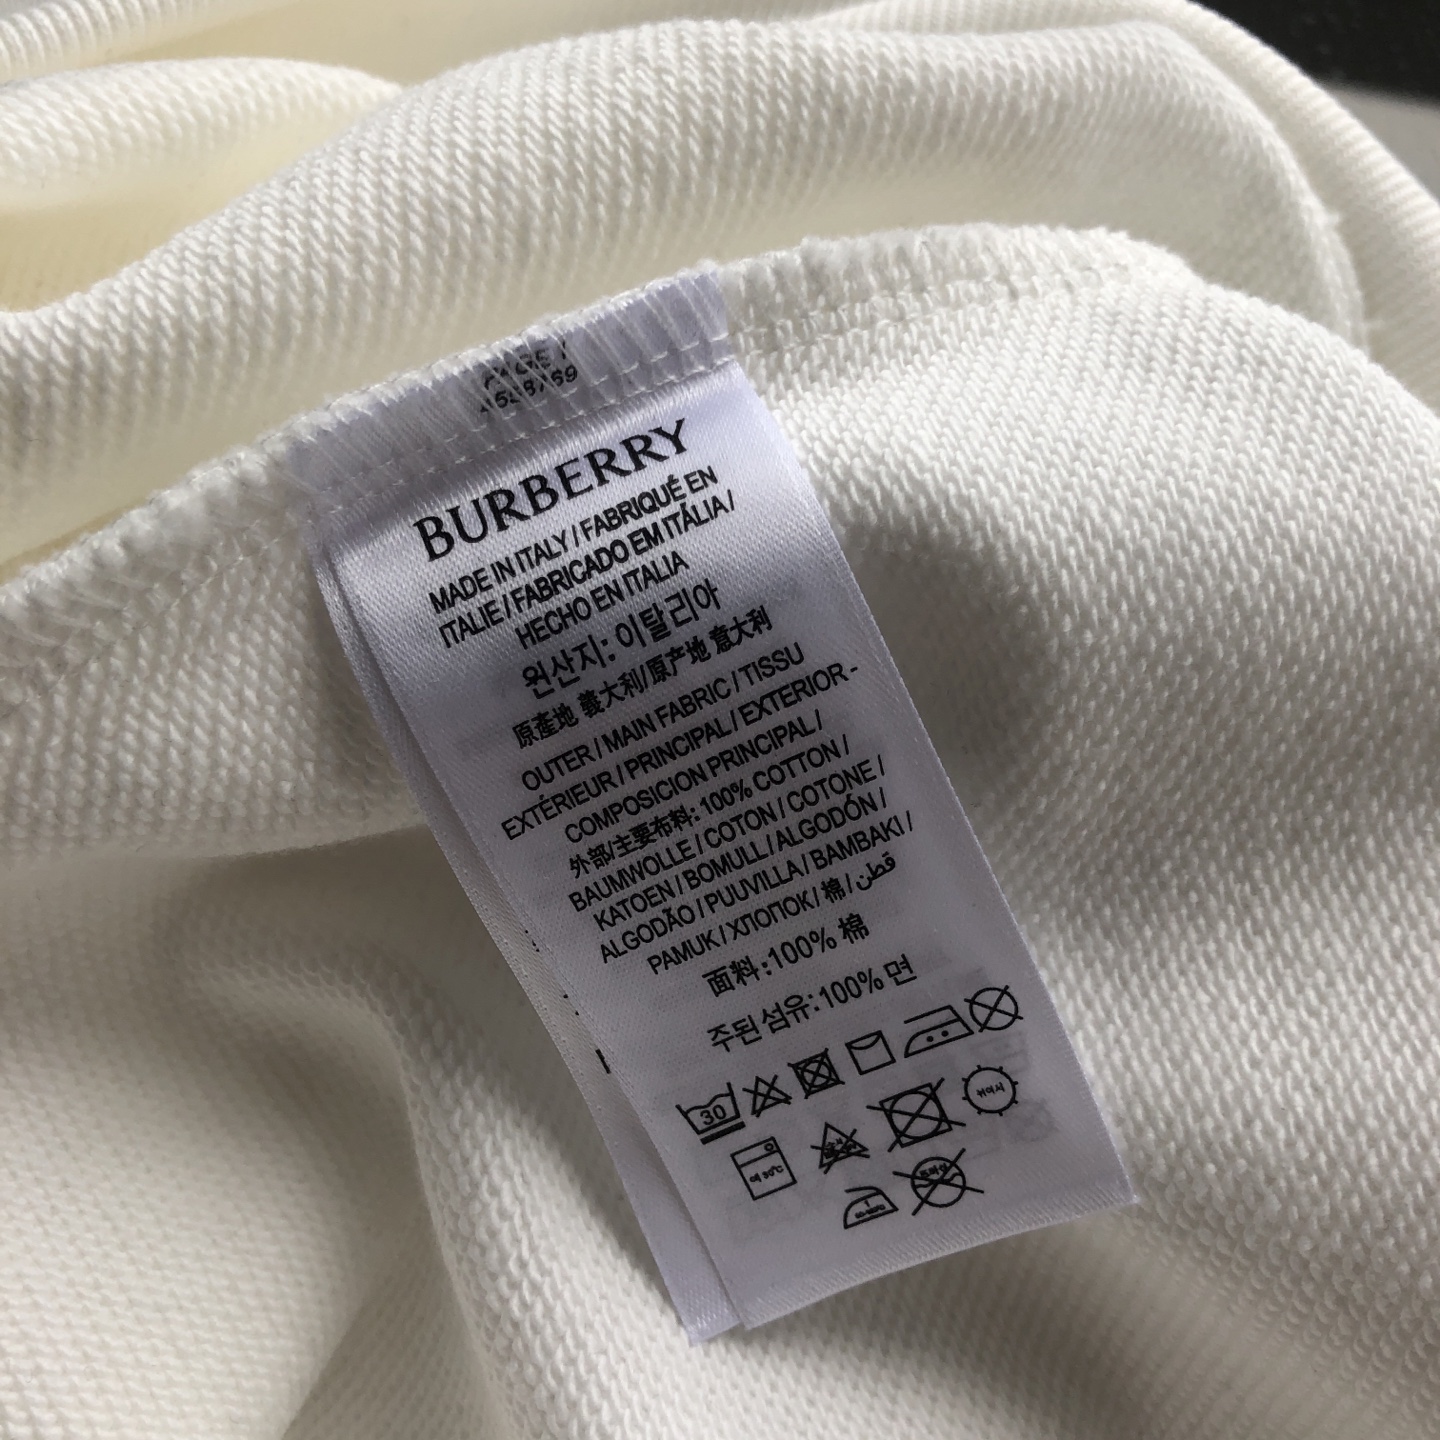 BURBERRY
MADE IN ITALY / FABRIQUÉ EN
ITALIE / FABRICADO EM ITÁLIA /
HECHO EN ITALIA
원산지: 이탈리아
原產地 義大利/原产地 意大利
OUTER / MAIN FABRIC / TISSU
EXTÉRIEUR / PRINCIPAL / EXTERIOR -
COMPOSICION PRINCIPAL /
外部/主要布料: 100% COTTON /
BAUMWOLLE / COTON / COTONE /
KATOEN / BOMULL / ALGODÓN /
ALGODÃO / PUUVILLA / BAMBAKI /
PAMUK / ХЛОПОК / 棉 / قطن
面料:100% 棉
주된섬유:100% 면
30
약 30℃